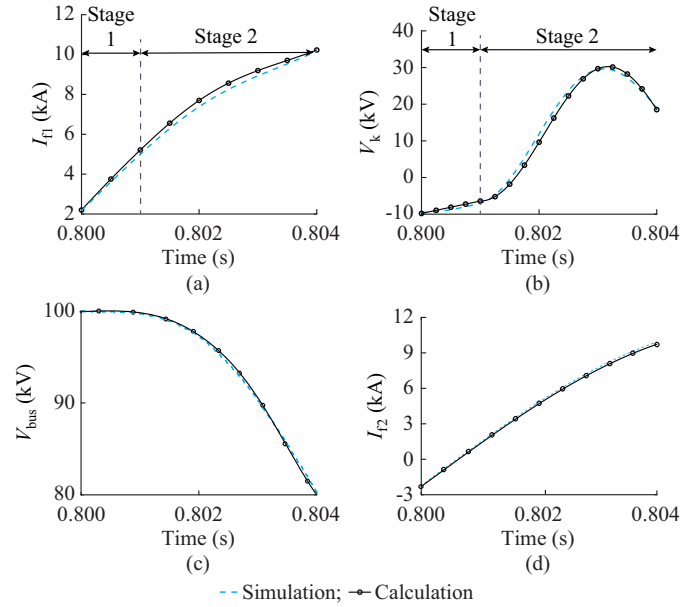 Stage
1
Stage 2
12
10
8
6
4
2
I_f1 (kA)
0.800
0.802
0.804
Time (s)
(a)
Stage
1
Stage 2
40
30
20
10
0
-10
V_k (kV)
0.800
0.802
0.804
Time (s)
(b)
100
90
80
V_bus (kV)
0.800
0.802
0.804
Time (s)
(c)
12
9
6
3
0
-3
I_f2 (kA)
0.800
0.802
0.804
Time (s)
(d)
Simulation; Calculation